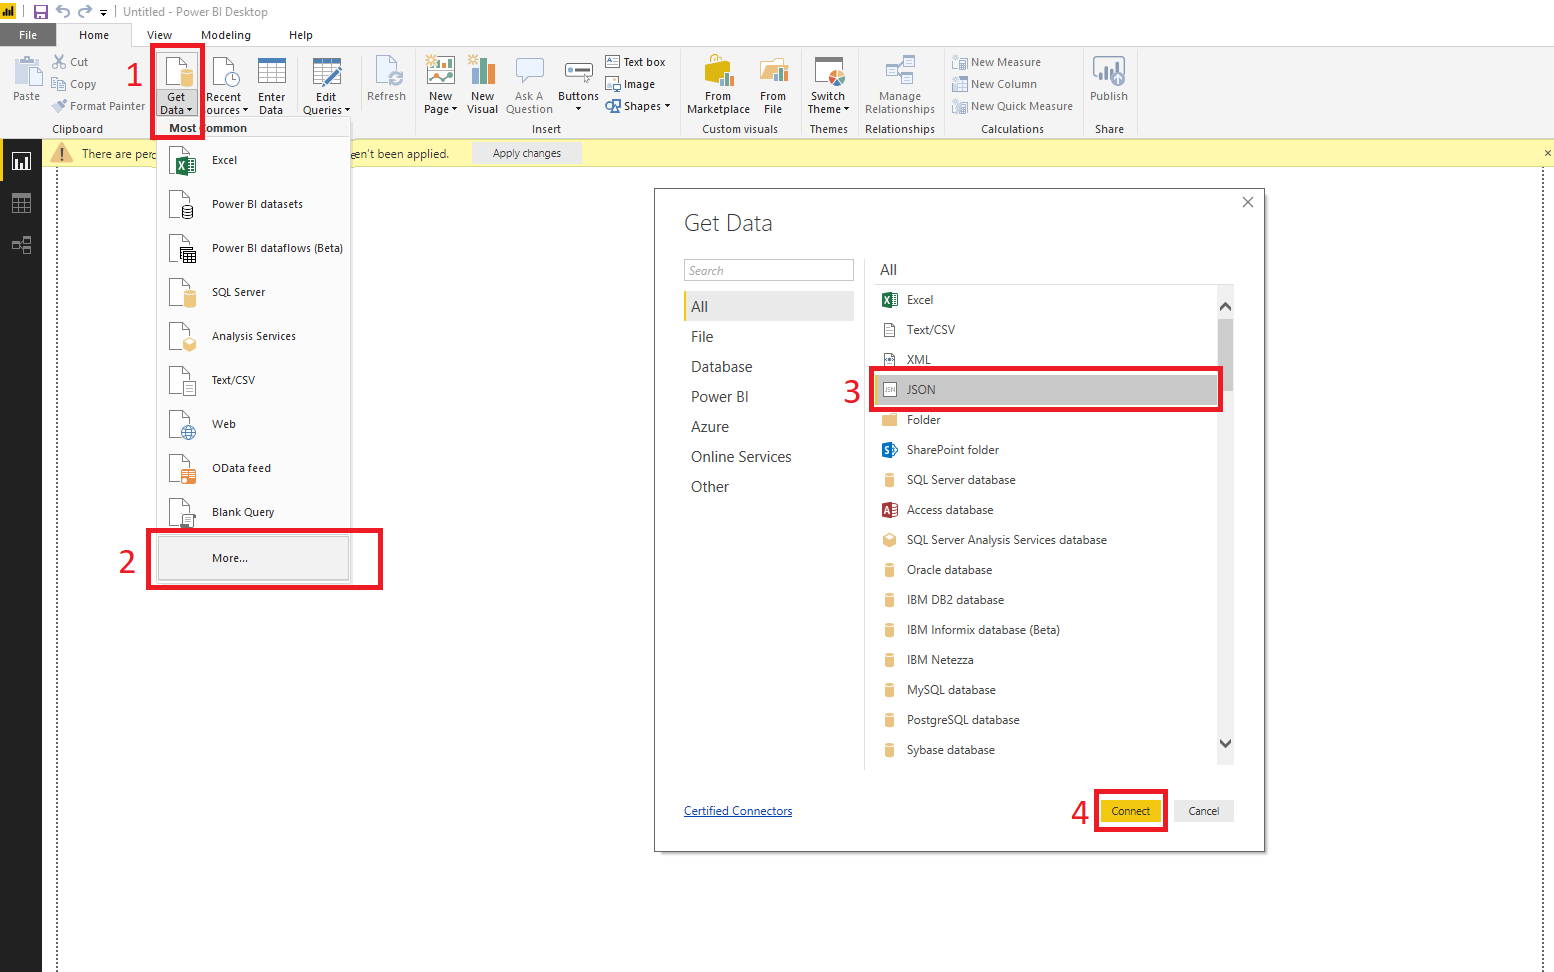 Untitled - Power BI Desktop
File
Home
View
Modeling
Help
Paste
Cut
Copy
Format Painter
Clipboard
1
Get Data
Recent ources
Enter Data
Edit Queries
Refresh
New Page
New Visual
Ask A Question
Buttons
Text box
Image
Shapes
Insert
From Marketplace
From File
Custom visuals
Switch Theme
Themes
Manage Relationships
Relationships
New Measure
New Column
New Quick Measure
Calculations
Publish
Share
Most Common
There are pe
en't been applied.
Apply changes
Excel
Power BI datasets
Power BI dataflows (Beta)
SQL Server
Analysis Services
Text/CSV
Web
OData feed
Blank Query
2
More...
Get Data
Search
All
File
Database
Power BI
Azure
Online Services
Other
All
Excel
Text/CSV
XML
3
JSON
Folder
SharePoint folder
SQL Server database
Access database
SQL Server Analysis Services database
Oracle database
IBM DB2 database
IBM Informix database (Beta)
IBM Netezza
MySQL database
PostgreSQL database
Sybase database
Certified Connectors
4
Connect
Cancel